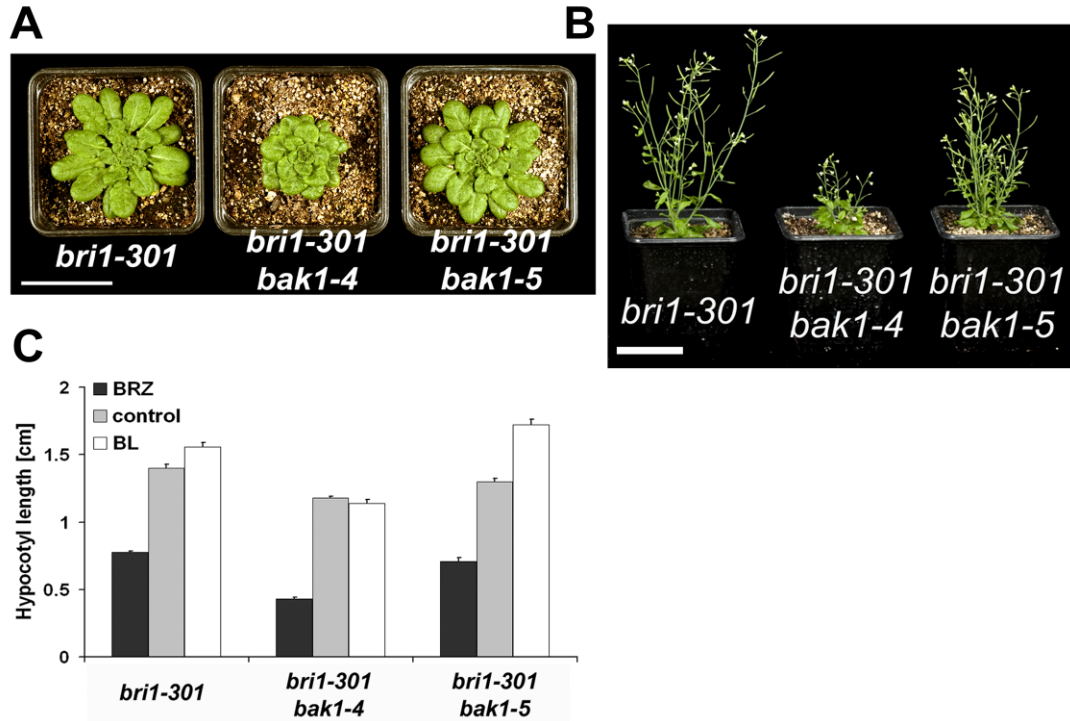 A
bri1-301
bri1-301
bak1-4
bri1-301
bak1-5
B
bri1-301
bri1-301
bak1-4
bri1-301
bak1-5
C
BRZ
control
BL
Hypocotyl length [cm]
2
1.5
1
0.5
0
bri1-301
bri1-301
bak1-4
bri1-301
bak1-5